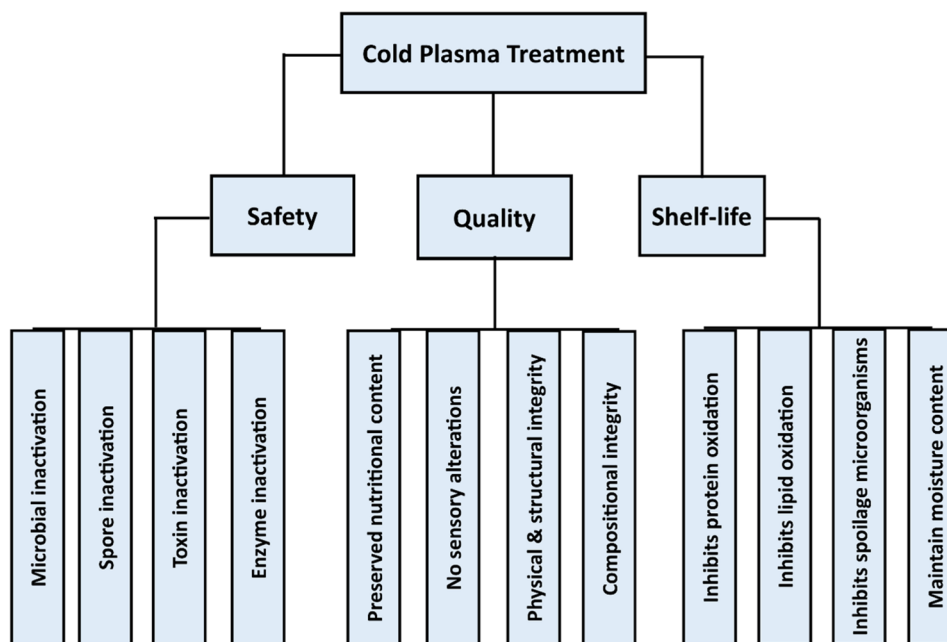 Cold Plasma Treatment
Safety
Quality
Shelf-life
Microbial inactivation
Spore inactivation
Toxin inactivation
Enzyme inactivation
Preserved nutritional content
No sensory alterations
Physical & structural integrity
Compositional integrity
Inhibits protein oxidation
Inhibits lipid oxidation
Inhibits spoilage microorganisms
Maintain moisture content